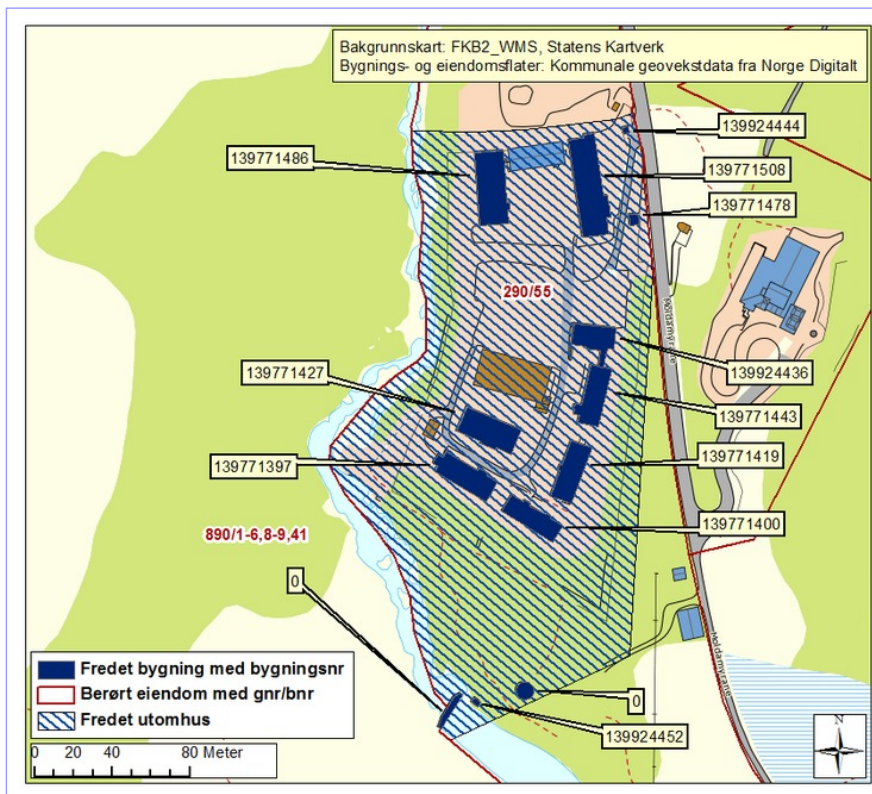 Bakgrunnskart: FKB2_WMS, Statens Kartverk
Bygnings- og eiendomsflater: Kommunale geovekstdata fra Norge Digitalt
139924444
139771486
139771508
139771478
290/55
139771427
139924436
139771443
139771397
139771419
139771400
890/1-6,8-9,41
0
Moldamyrane
Fredet bygning med bygningsnr
Berørt eiendom med gnr/bnr
Fredet utomhus
0
139924452
0 20 40 80 Meter
N